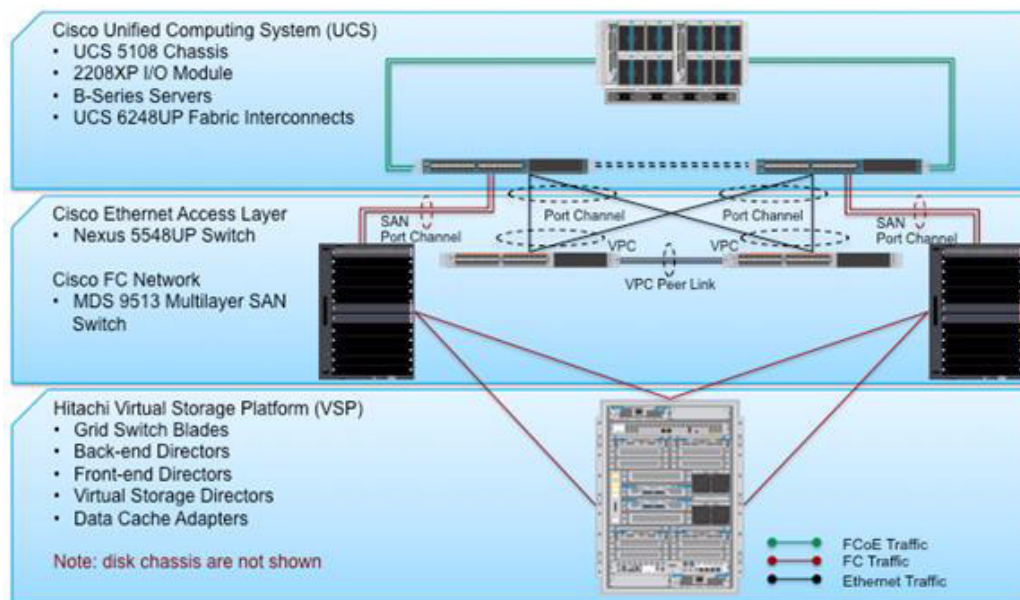 Cisco Unified Computing System (UCS)
• UCS 5108 Chassis
• 2208XP I/O Module
• B-Series Servers
• UCS 6248UP Fabric Interconnects
Cisco Ethernet Access Layer
• Nexus 5548UP Switch
Cisco FC Network
• MDS 9513 Multilayer SAN
Switch
SAN
Port Channel
Port Channel
Port Channel
SAN
Port Channel
VPC
VPC
VPC Peer Link
Hitachi Virtual Storage Platform (VSP)
• Grid Switch Blades
• Back-end Directors
• Front-end Directors
• Virtual Storage Directors
• Data Cache Adapters
Note: disk chassis are not shown
FCoE Traffic
FC Traffic
Ethernet Traffic